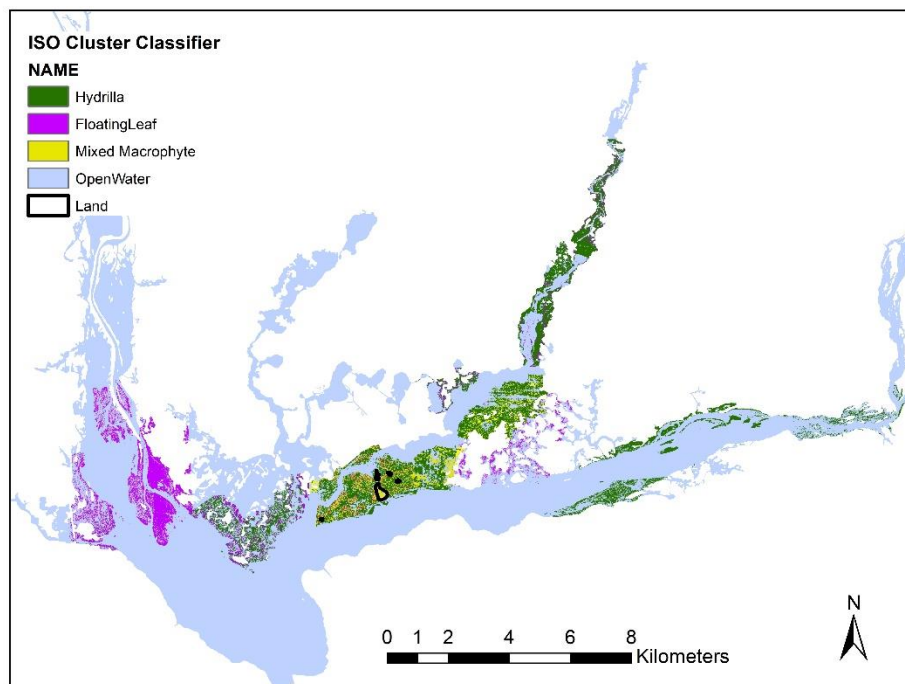 ISO Cluster Classifier
NAME
Hydrilla
FloatingLeaf
Mixed Macrophyte
OpenWater
Land
N
0 1 2 4 6 8
Kilometers